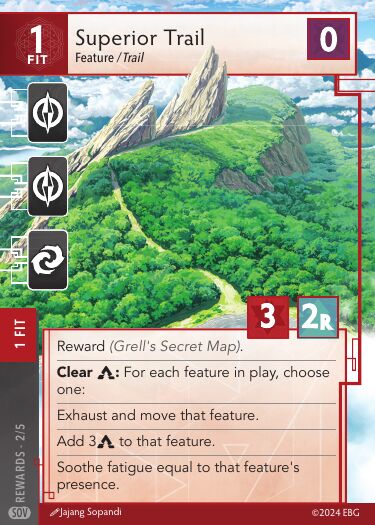 1
FIT
Superior Trail
Feature / Trail
0
3
2R
1 FIT
Reward (Grell's Secret Map).
Clear : For each feature in play, choose
one:
Exhaust and move that feature.
Add 3 to that feature.
Soothe fatigue equal to that feature's
presence.
SOV REWARDS - 2/5
Jajang Sopandi
©2024 EBG